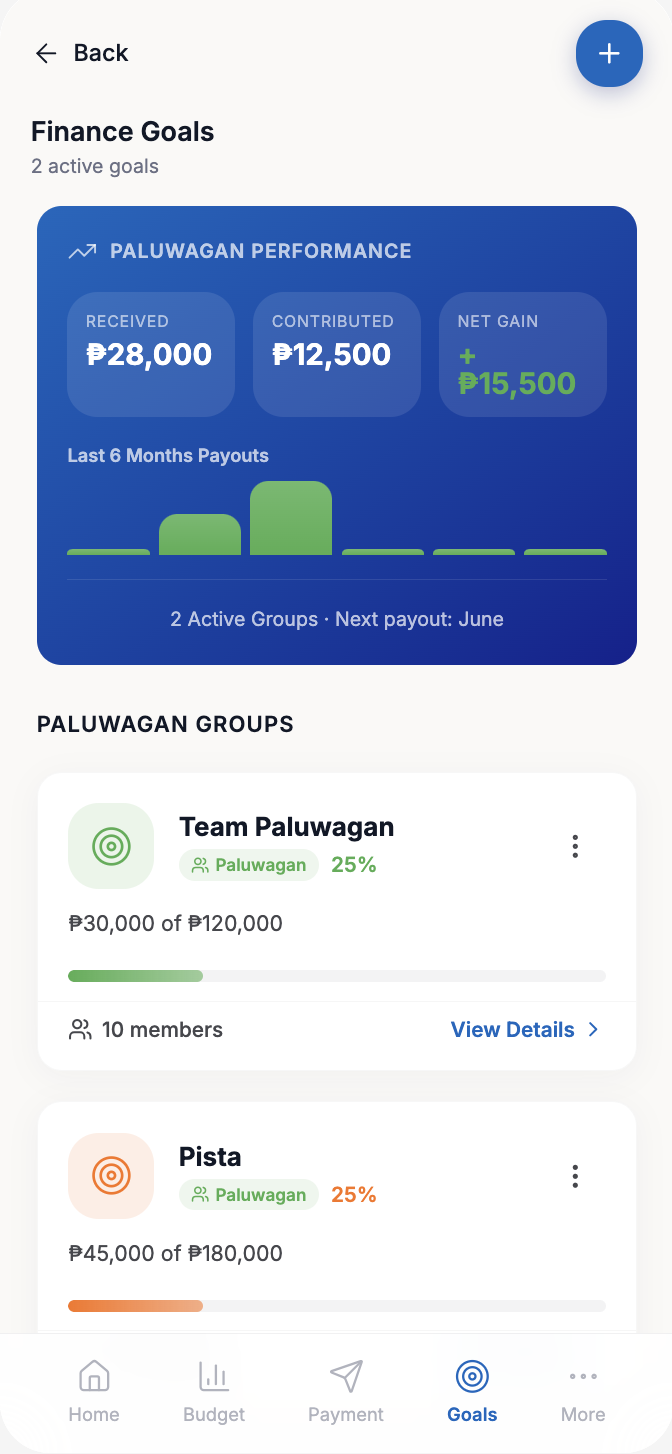 Back
Finance Goals
2 active goals
PALUWAGAN PERFORMANCE
RECEIVED
₱28,000
CONTRIBUTED
₱12,500
NET GAIN
+
₱15,500
Last 6 Months Payouts
2 Active Groups · Next payout: June
PALUWAGAN GROUPS
Team Paluwagan
Paluwagan 25%
₱30,000 of ₱120,000
10 members View Details
Pista
Paluwagan 25%
₱45,000 of ₱180,000
Home Budget Payment Goals More